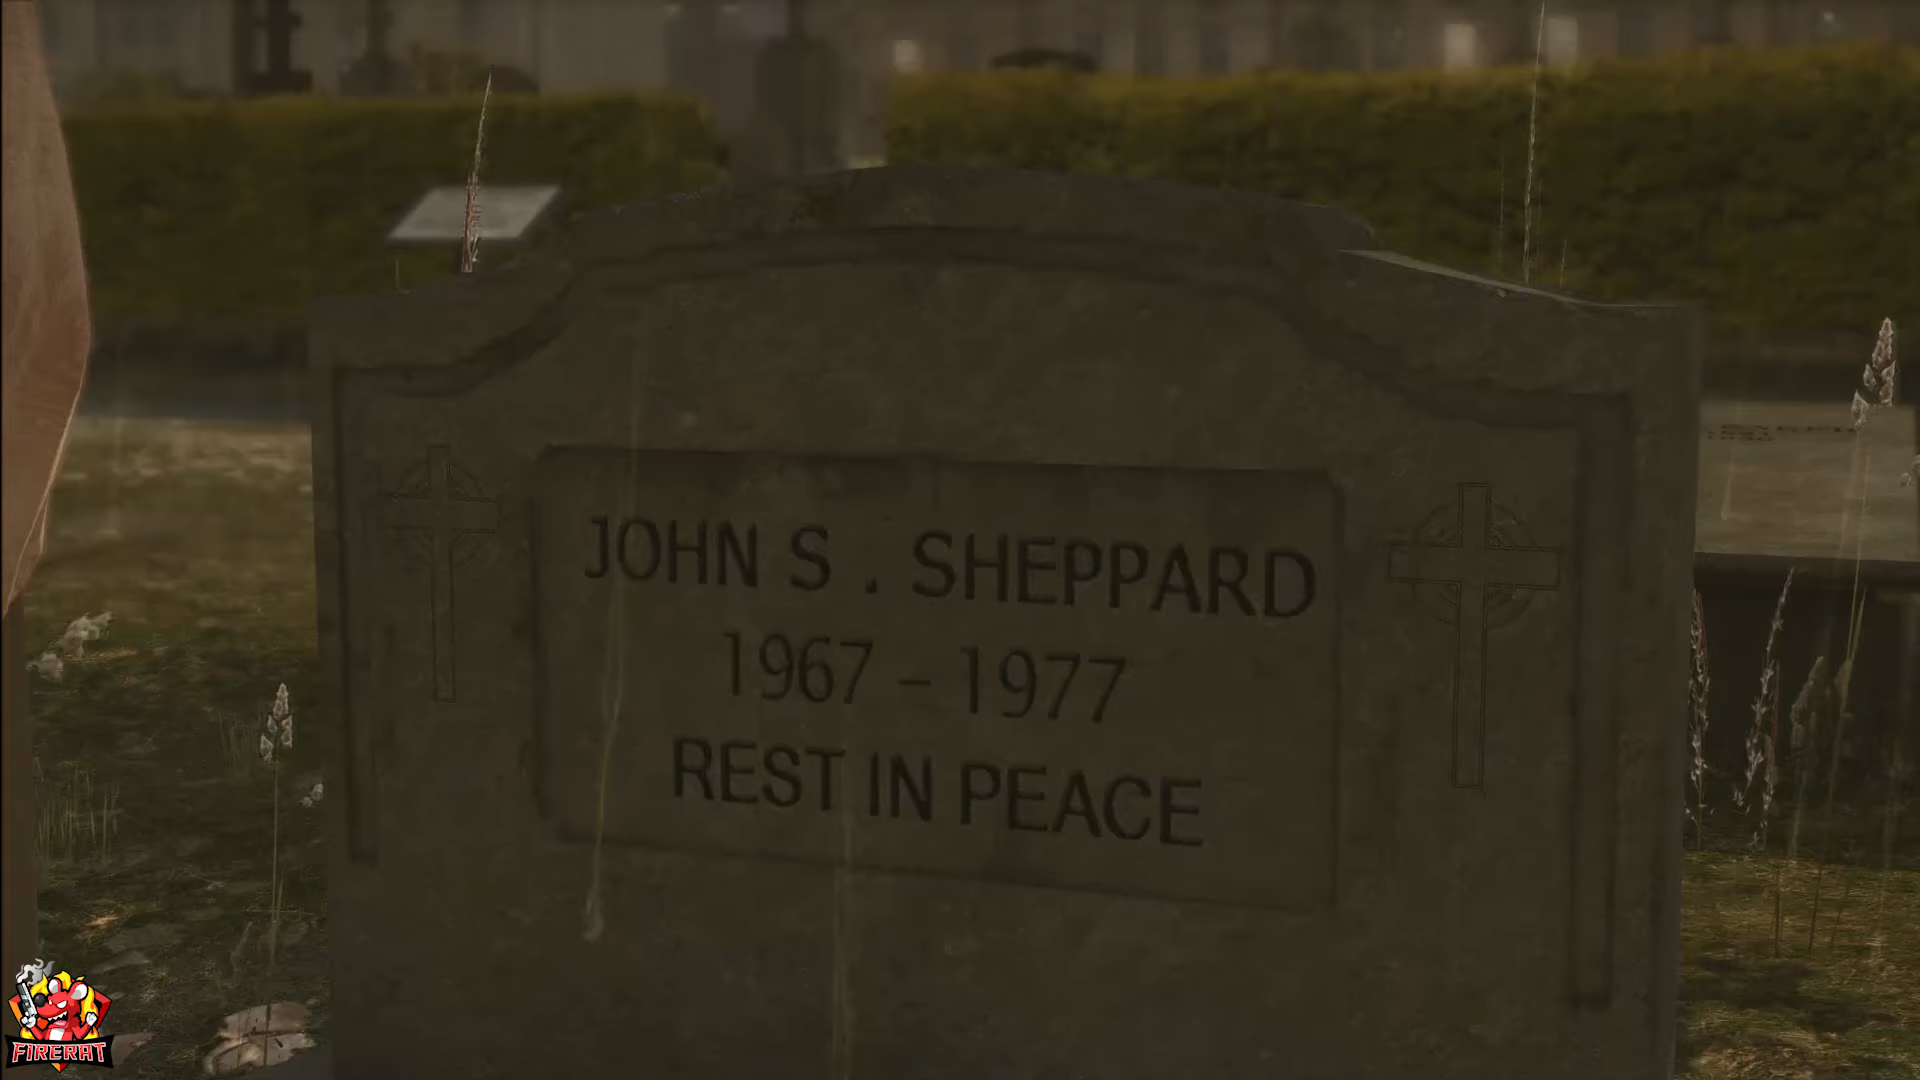 JOHN S . SHEPPARD
1967 – 1977
REST IN PEACE
FIRERAT